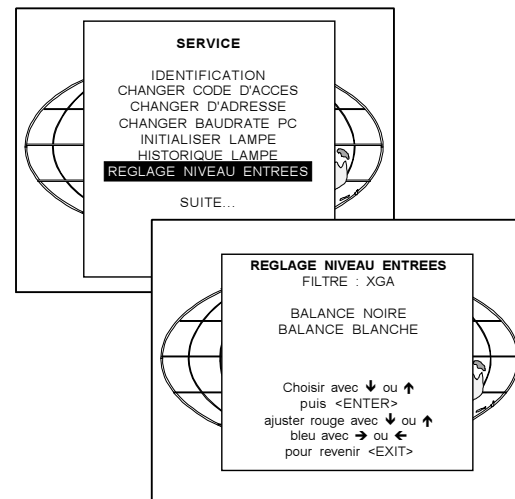 SERVICE
IDENTIFICATION
CHANGER CODE D'ACCES
CHANGER D'ADRESSE
CHANGER BAUDRATE PC
INITIALISER LAMPE
HISTORIQUE LAMPE
REGLAGE NIVEAU ENTREES
SUITE...
REGLAGE NIVEAU ENTREES
FILTRE : XGA
BALANCE NOIRE
BALANCE BLANCHE
Choisir avec ↓ ou ↑
puis <ENTER>
ajuster rouge avec ↓ ou ↑
bleu avec → ou ←
pour revenir <EXIT>